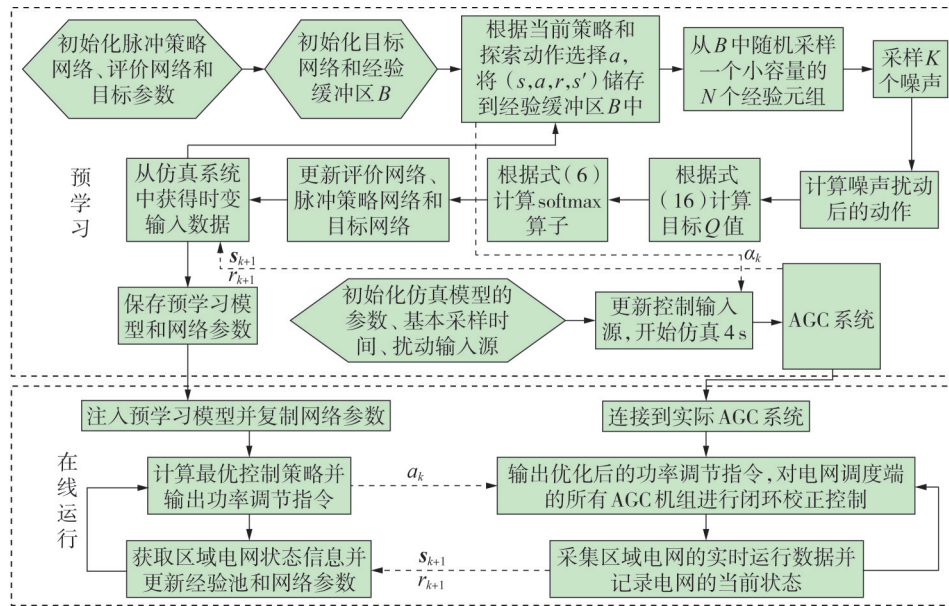 初始化脉冲策略
网络、评价网络和
目标参数
初始化目标
网络和经验
缓冲区B
根据当前策略和
探索动作选择a,
将(s,a,r,s′)储存
到经验缓冲区B中
从B中随机采样
一个小容量的
N个经验元组
采样K
个噪声
预学习
从仿真系统
中获得时变
输入数据
更新评价网络、
脉冲策略网络和
目标网络
根据式(6)
计算softmax
算子
根据式
(16)计算
目标Q值
计算噪声扰动
后的动作
s_{k+1}
r_{k+1}
α_k
保存预学习模
型和网络参数
初始化仿真模型的
参数、基本采样时
间、扰动输入源
更新控制输入
源,开始仿真4 s
AGC系统
注入预学习模型并复制网络参数
连接到实际AGC系统
在线运行
计算最优控制策略并
输出功率调节指令
a_k
输出优化后的功率调节指令,对电网调度端
的所有AGC机组进行闭环校正控制
获取区域电网状态信息并
更新经验池和网络参数
s_{k+1}
r_{k+1}
采集区域电网的实时运行数据并
记录电网的当前状态